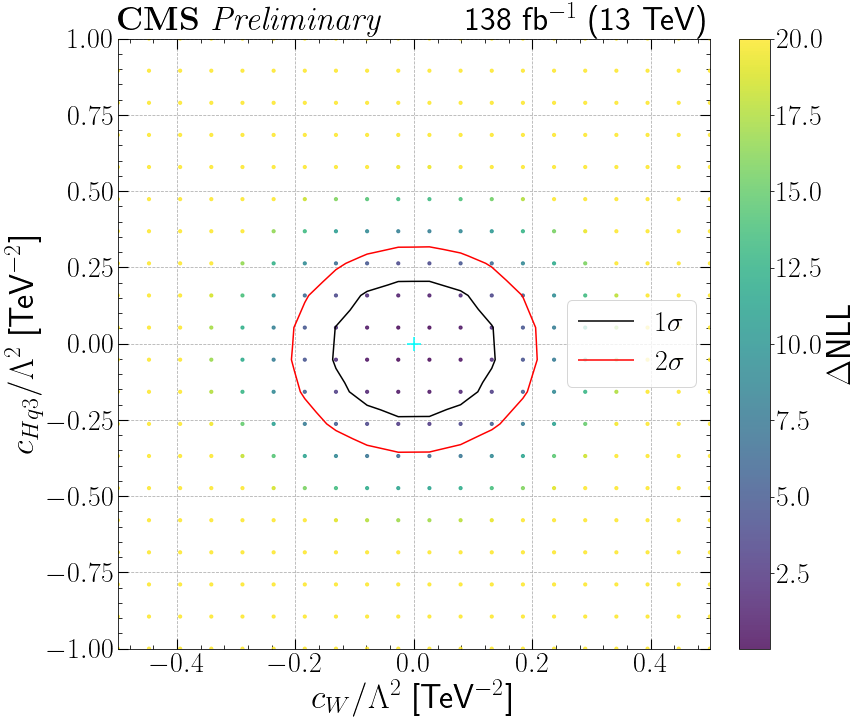 CMS Preliminary 138 fb⁻¹ (13 TeV)
1.00
0.75
0.50
0.25
0.00
−0.25
−0.50
−0.75
−1.00
c_{Hq3}/Λ² [TeV⁻²]
−0.4 −0.2 0.0 0.2 0.4
c_W/Λ² [TeV⁻²]
1σ
2σ
20.0
17.5
15.0
12.5
10.0
7.5
5.0
2.5
ΔNLL